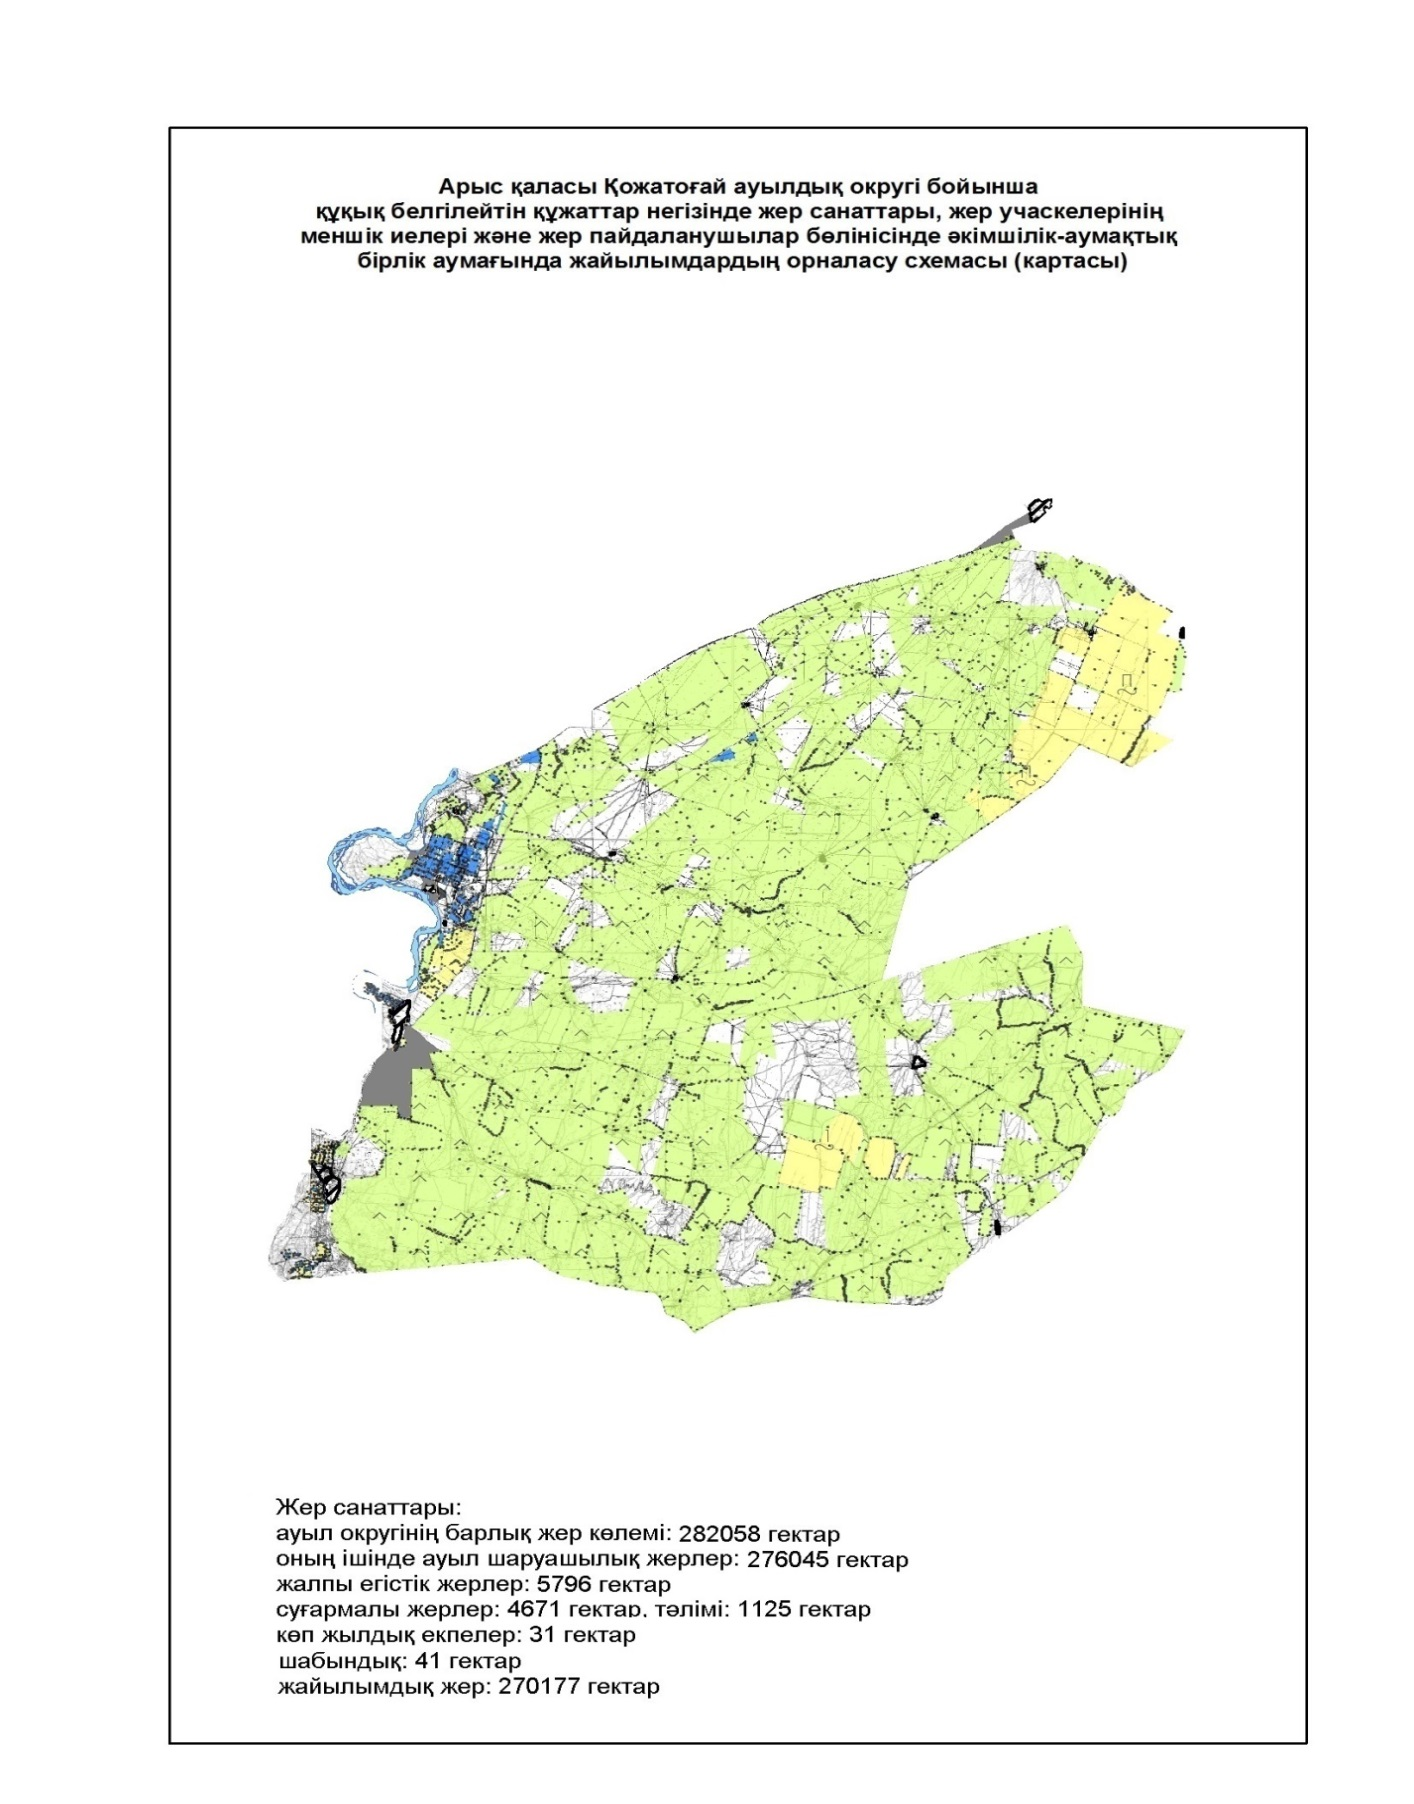 Арыс қаласы Қожатоғай ауылдық округі бойынша
құқық белгілейтін құжаттар негізінде жер санаттары, жер учаскелерінің
меншік иелері және жер пайдаланушылар бөлінісінде әкімшілік-аумақтық
бірлік аумағында жайылымдардың орналасу схемасы (картасы)
Жер санаттары:
ауыл округінің барлық жер көлемі: 282058 гектар
оның ішінде ауыл шаруашылық жерлер: 276045 гектар
жалпы егістік жерлер: 5796 гектар
суғармалы жерлер: 4671 гектар, тәлімі: 1125 гектар
көп жылдық екпелер: 31 гектар
шабындық: 41 гектар
жайылымдық жер: 270177 гектар